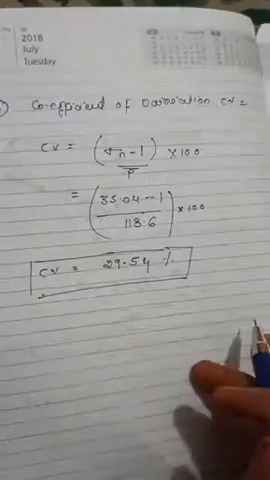 2018
July
Tuesday
Co-efficient of variation CV =
CV = (σn-1 / P̄) × 100
= (35.04-1 / 118.6) × 100
CV = 29.54 %